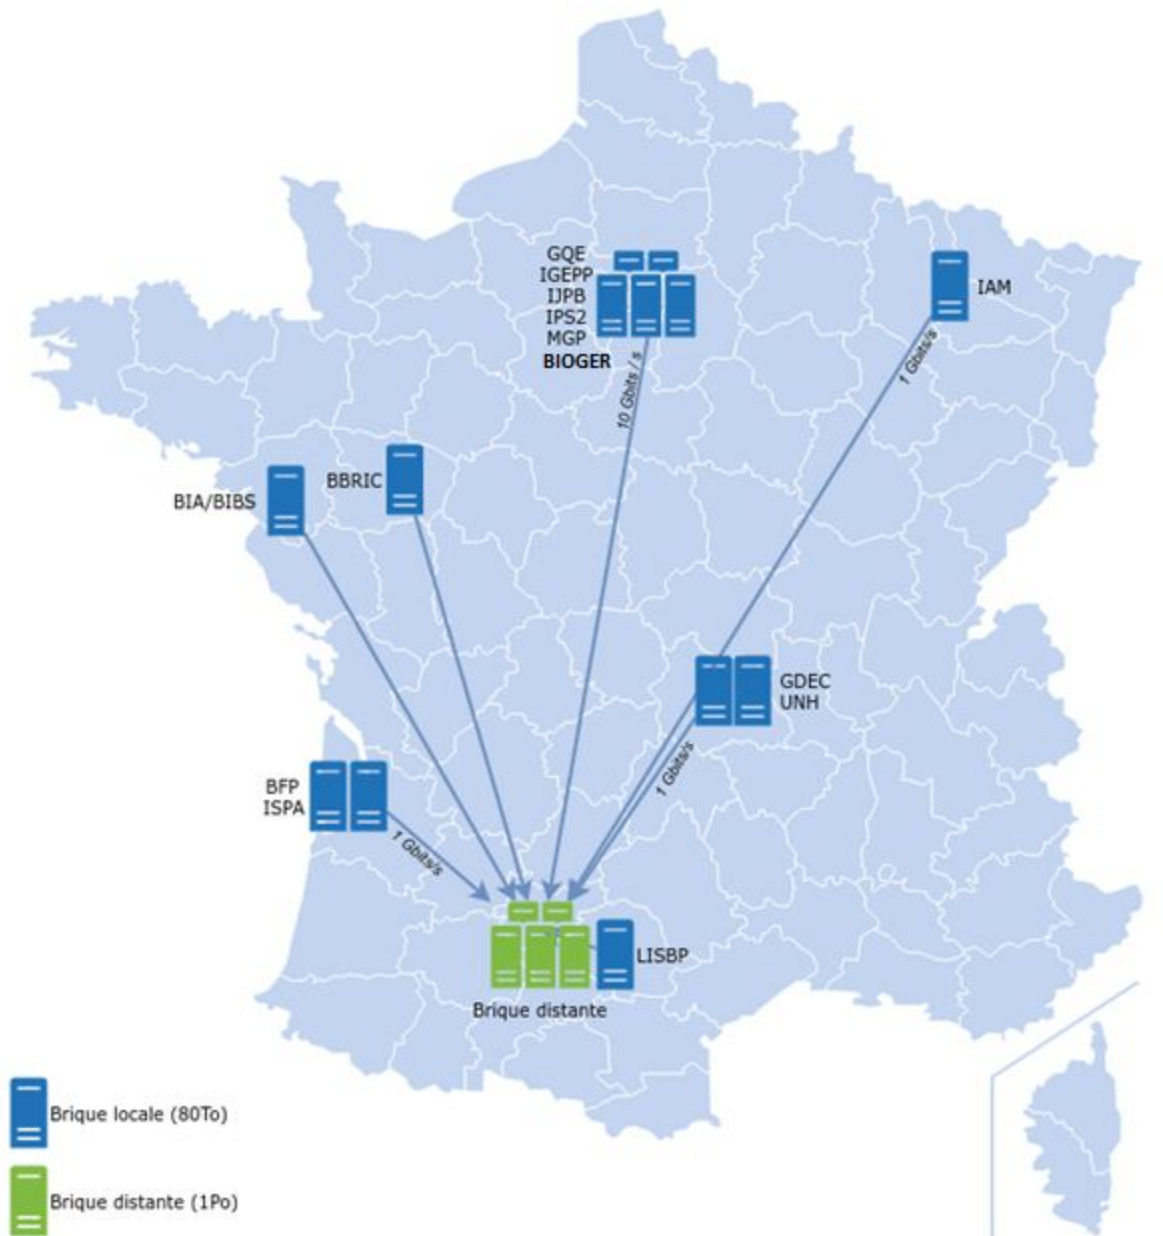 GQE
IGEPP
IJPB
IPS2
MGP
BIOGER
10 Gbits / s
IAM
1 Gbits/s
BBRIC
BIA/BIBS
GDEC
UNH
1 Gbits/s
BFP
ISPA
1 Gbits/s
LISBP
Brique distante
Brique locale (80To)
Brique distante (1Po)